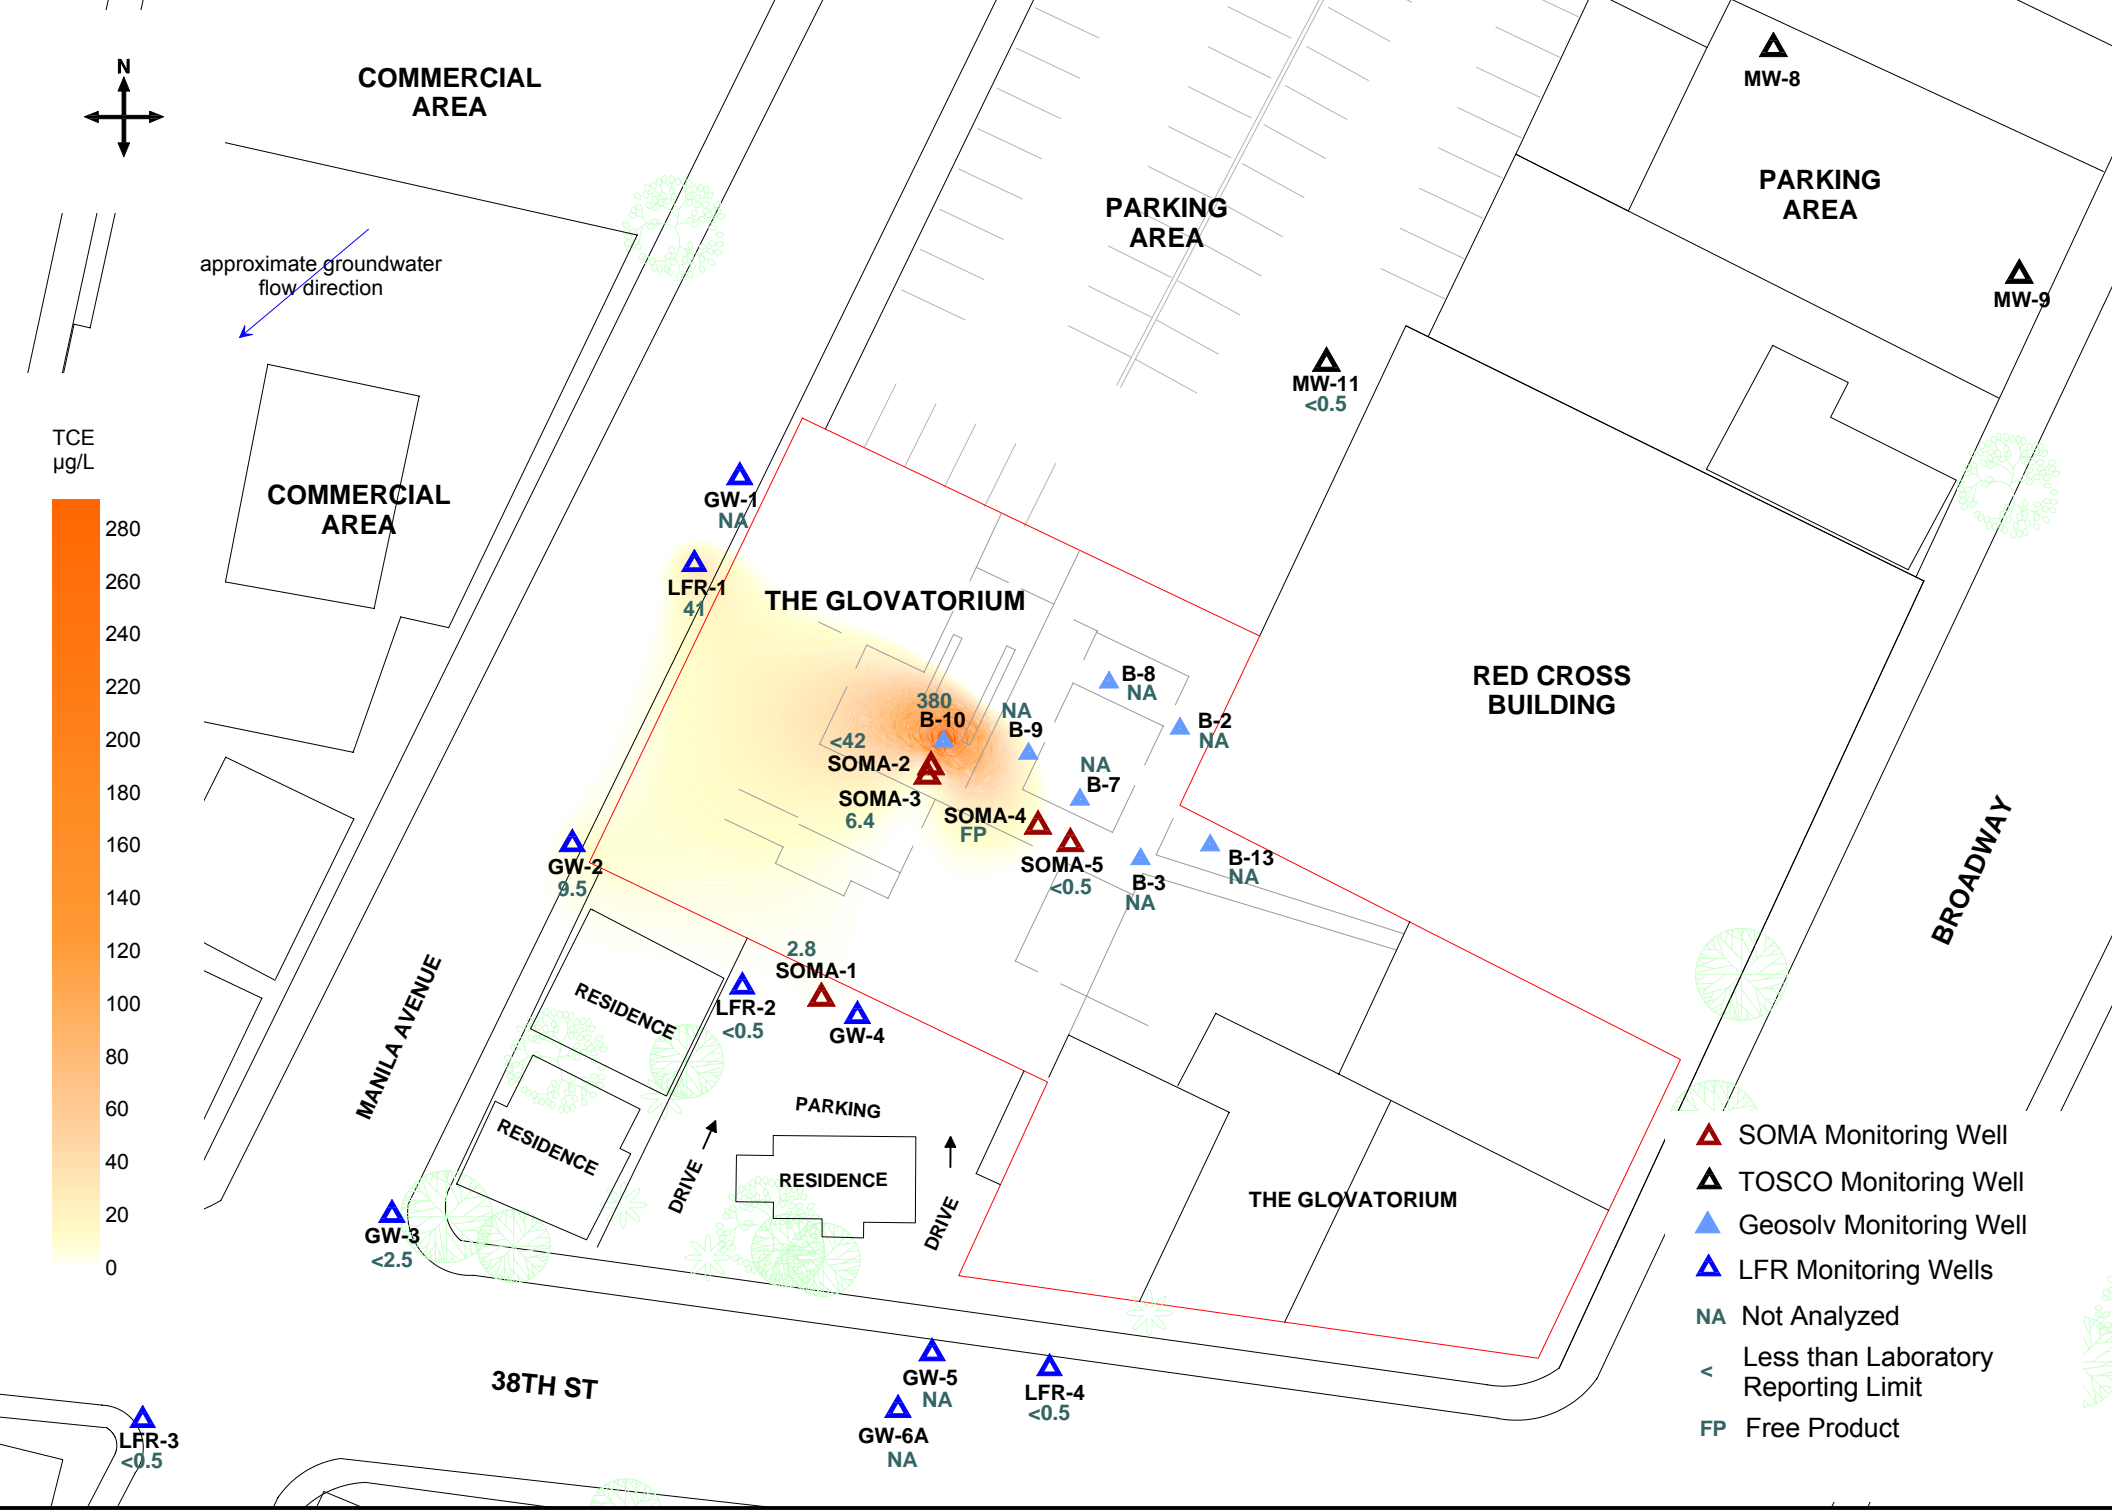 N
COMMERCIAL
AREA
MW-8
PARKING
AREA
PARKING
AREA
approximate groundwater
flow direction
MW-9
MW-11
<0.5
TCE
µg/L
280
260
240
220
200
180
160
140
120
100
80
60
40
20
0
COMMERCIAL
AREA
GW-1
NA
LFR-1
41
THE GLOVATORIUM
RED CROSS
BUILDING
B-8
NA
380
B-10
NA
B-9
B-2
NA
<42
SOMA-2
NA
B-7
SOMA-3
6.4
SOMA-4
FP
SOMA-5
<0.5
B-13
NA
B-3
NA
GW-2
9.5
BROADWAY
2.8
SOMA-1
LFR-2
<0.5
GW-4
RESIDENCE
MANILA AVENUE
PARKING
RESIDENCE
DRIVE
RESIDENCE
DRIVE
THE GLOVATORIUM
GW-3
<2.5
38TH ST
GW-5
NA
LFR-4
<0.5
GW-6A
NA
LFR-3
<0.5
SOMA Monitoring Well
TOSCO Monitoring Well
Geosolv Monitoring Well
LFR Monitoring Wells
NA Not Analyzed
< Less than Laboratory
Reporting Limit
FP Free Product